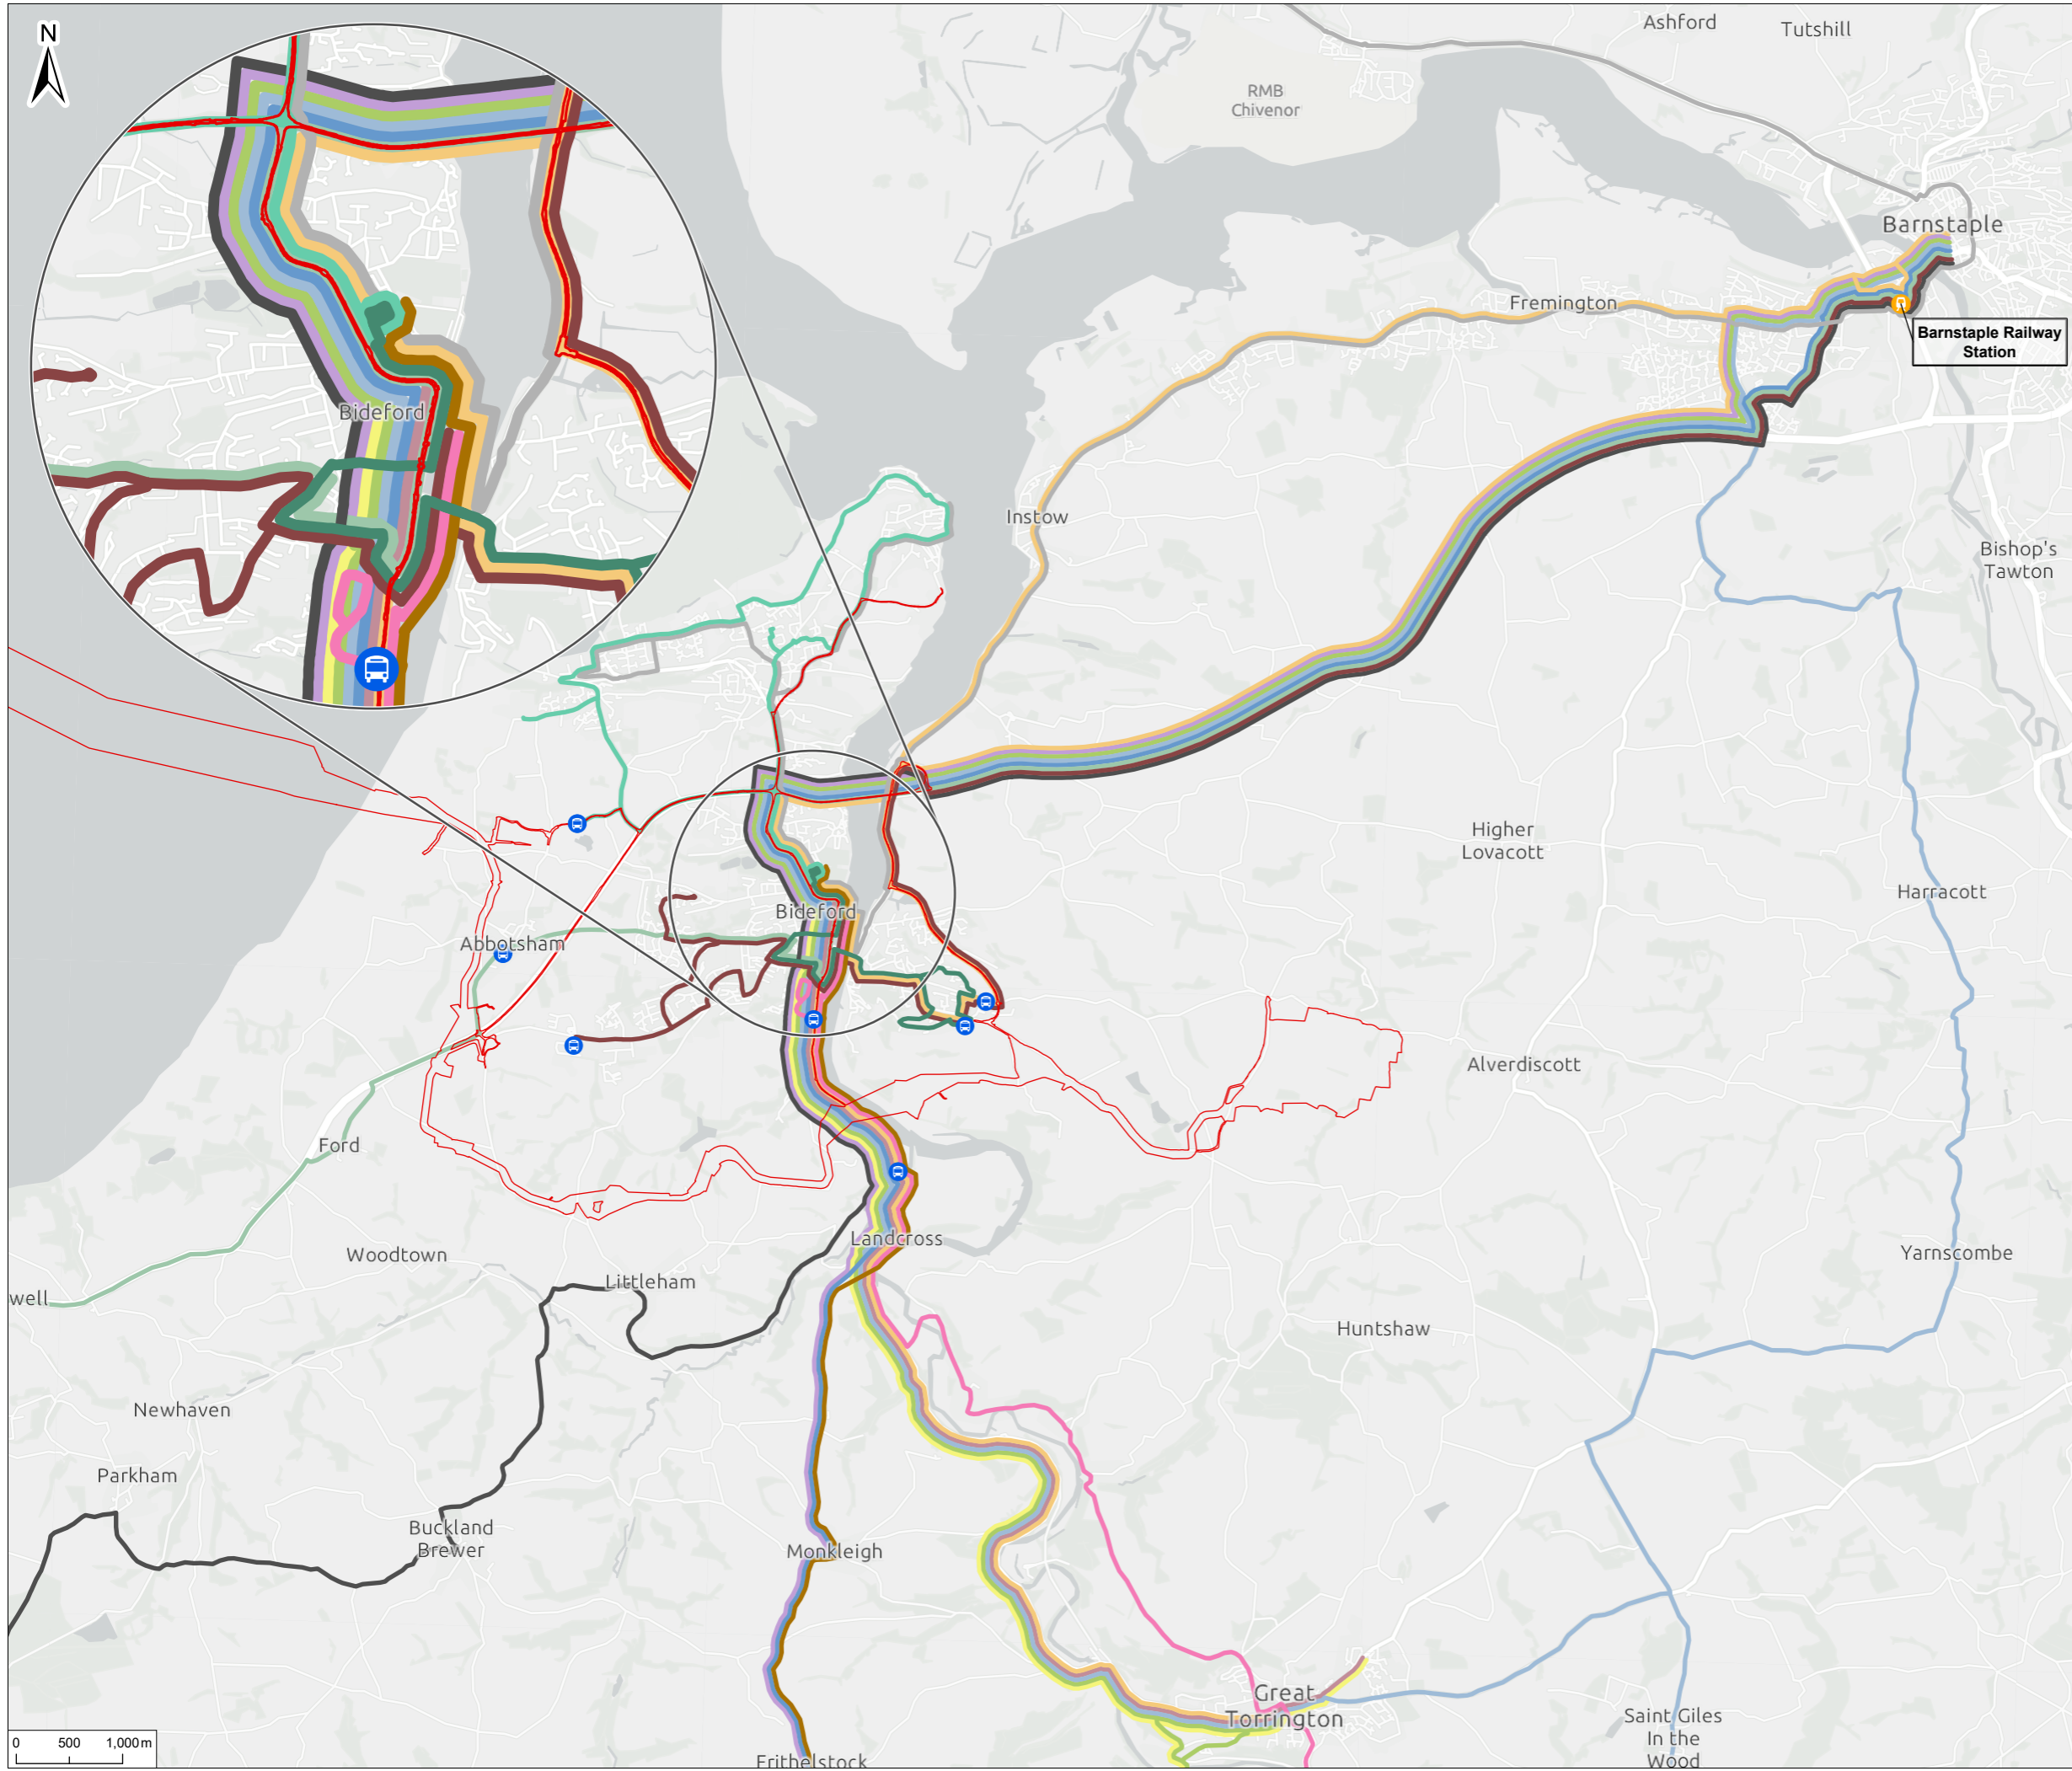 N
Ashford
Tutshill
RMB
Chivenor
Barnstaple
Fremington
Barnstaple Railway
Station
Bideford
Instow
Bishop's
Tawton
Higher
Lovacott
Harracott
Bideford
Abbotsham
Alverdiscott
Ford
Landcross
Woodtown
Yarnscombe
Littleham
well
Huntshaw
Newhaven
Parkham
Buckland
Brewer
Monkleigh
Great
Torrington
Saint Giles
In the
Wood
Frithelstock
0 500 1,000 m